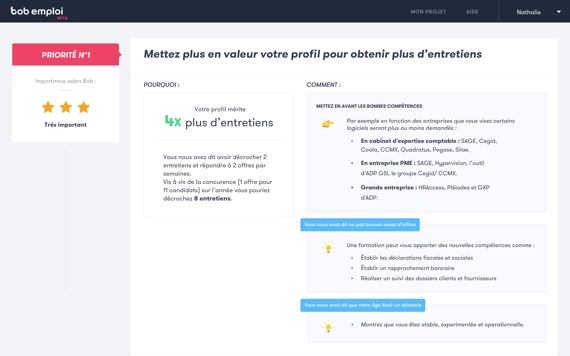 bob emploi
BETA
MON PROJET
AIDE
Nathalie
PRIORITÉ N°1
Importance selon Bob :
Très important
Mettez plus en valeur votre profil pour obtenir plus d'entretiens
POURQUOI :
Votre profil mérite
4x plus d'entretiens
Vous nous avez dit avoir décrocher 2
entretiens et répondre à 2 offres par
semaines.
Vis à vis de la concurence (1 offre pour
11 candidats) sur l'année vous pouriez
décrochez 8 entretiens.
COMMENT :
METTEZ EN AVANT LES BONNES COMPÉTENCES
Par exemple en fonction des entreprises que vous visez certains
logiciels seront plus ou moins demandés :
• En cabinet d'expertise comptable : SAGE, Cegid,
Coala, CCMX, Quadratus, Pegase, Silae.
• En entreprise PME : SAGE, Hypervision, l'outil
d'ADP GSI, le groupe Cegid/ CCMX.
• Grande entreprise : HRAccess, Pléiades et GXP
d'ADP.
Vous nous avez dit ne pas trouver assez d'offres
Une formation peut vous apporter des nouvelles compétences comme :
• Établir les déclarations fiscales et sociales
• Établir un rapprochement bancaire
• Réaliser un suivi des dossiers clients et fournisseurs
Vous nous avez dit que votre âge était un obstacle
• Montrez que vous êtes stable, experimentée et operationnelle.